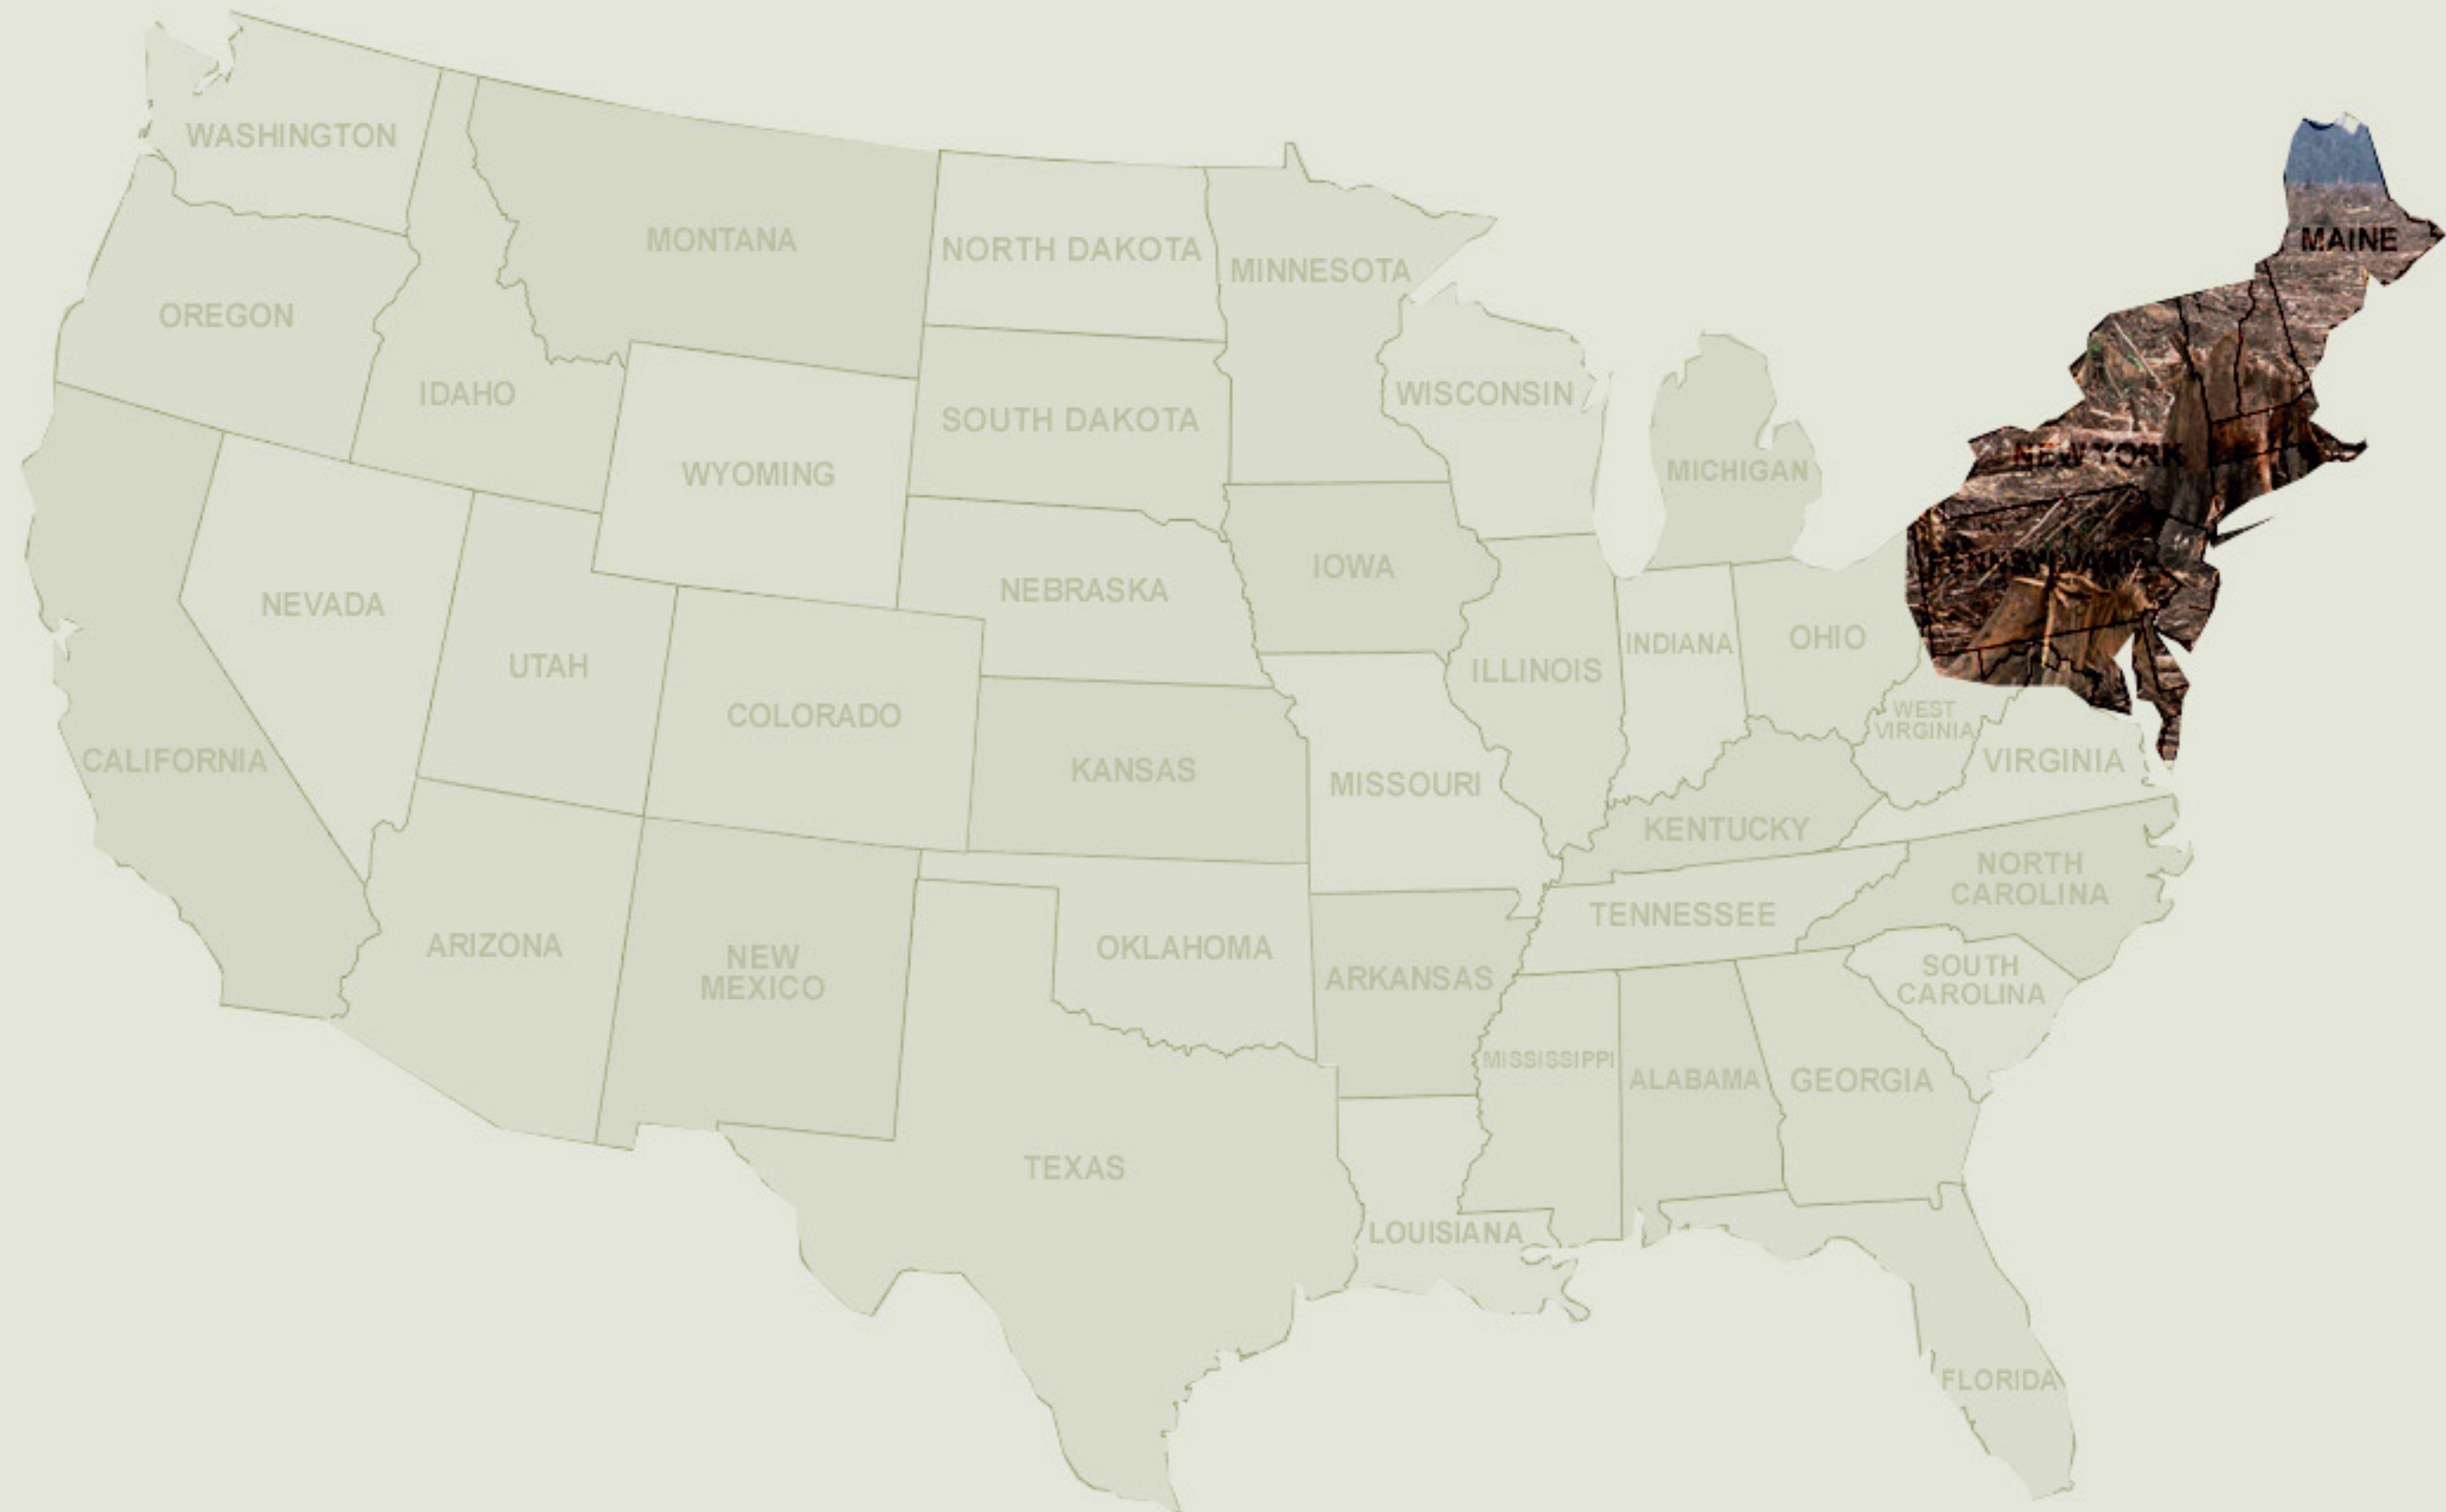 WASHINGTON
MAINE
MONTANA
NORTH DAKOTA
MINNESOTA
OREGON
IDAHO
WISCONSIN
SOUTH DAKOTA
NEW YORK
WYOMING
MICHIGAN
PENNSYLVANIA
IOWA
NEBRASKA
NEVADA
OHIO
INDIANA
UTAH
ILLINOIS
COLORADO
WEST
VIRGINIA
CALIFORNIA
VIRGINIA
KANSAS
MISSOURI
KENTUCKY
NORTH
CAROLINA
TENNESSEE
ARIZONA
OKLAHOMA
NEW
MEXICO
ARKANSAS
SOUTH
CAROLINA
MISSISSIPPI
ALABAMA
GEORGIA
TEXAS
LOUISIANA
FLORIDA